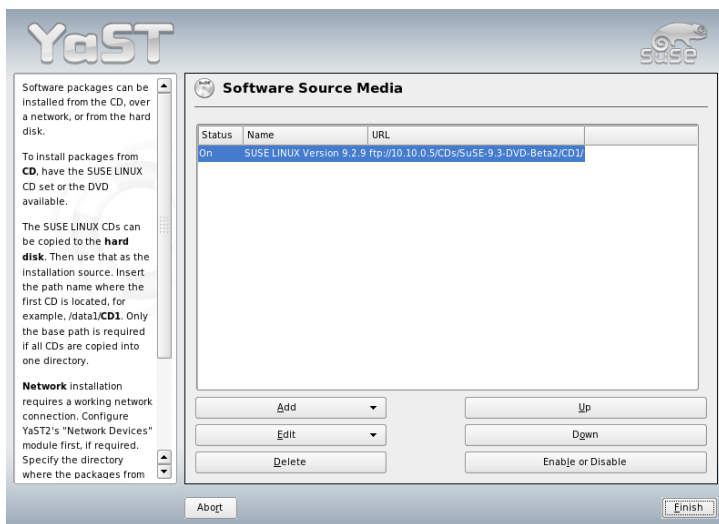 YaST
SUSE
Software packages can be
installed from the CD, over
a network, or from the hard
disk.
To install packages from
CD, have the SUSE LINUX
CD set or the DVD
available.
The SUSE LINUX CDs can
be copied to the hard
disk. Then use that as the
installation source. Insert
the path name where the
first CD is located, for
example, /data1/CD1. Only
the base path is required
if all CDs are copied into
one directory.
Network installation
requires a working network
connection. Configure
YaST2's "Network Devices"
module first, if required.
Specify the directory
where the packages from
Software Source Media
Status Name URL
On SUSE LINUX Version 9.2.9 ftp://10.10.0.5/CDs/SuSE-9.3-DVD-Beta2/CD1/
Add Up
Edit Down
Delete Enable or Disable
Abort Finish